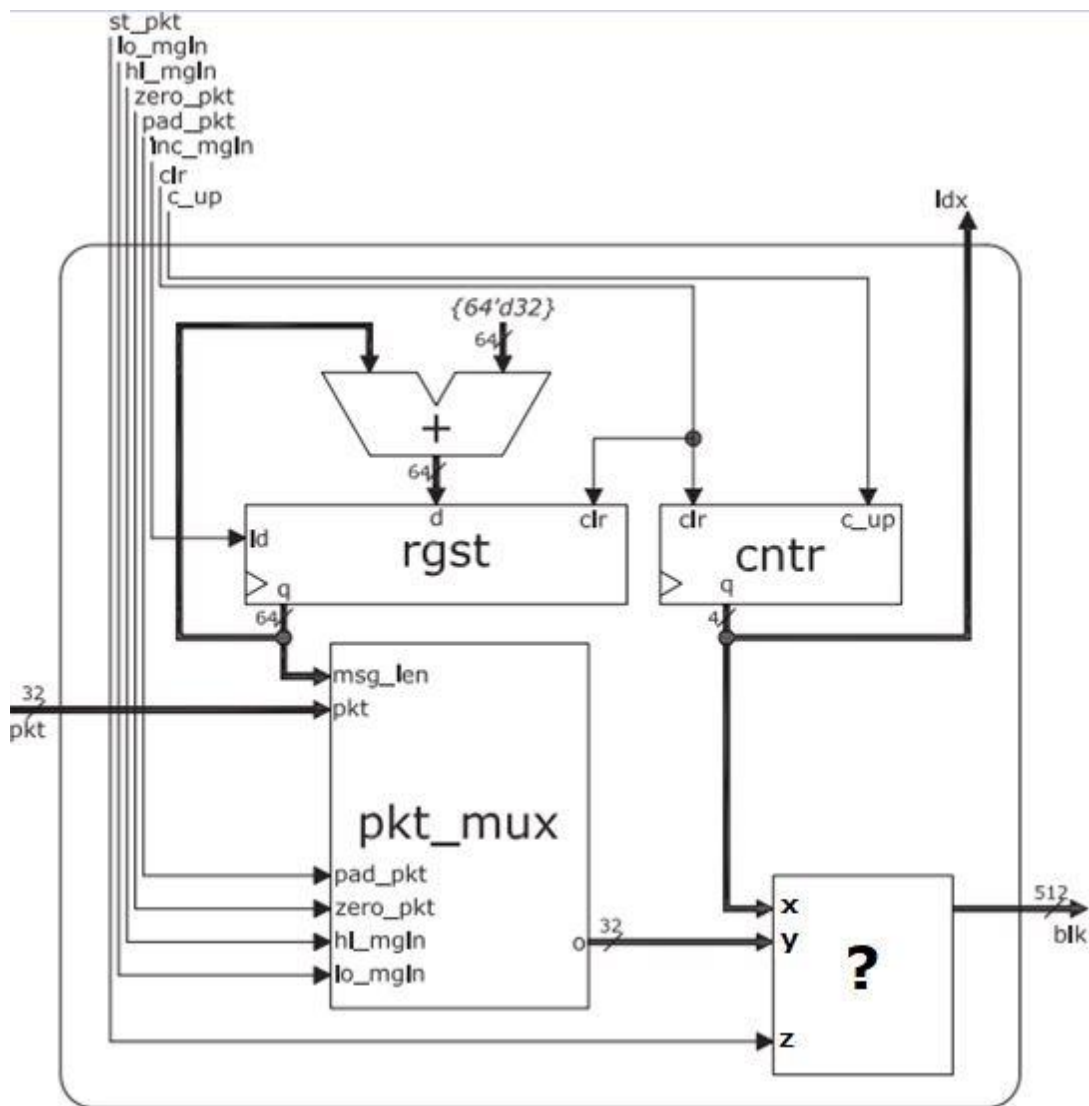 st_pkt
lo_mgln
hl_mgln
zero_pkt
pad_pkt
Inc_mgln
clr
c_up
Idx
{64'd32}
64
+
64
d
clr
clr
c_up
ld
rgst
cntr
q
q
64
4
msg_len
32
pkt
pkt
pkt_mux
pad_pkt
zero_pkt
x
512
hl_mgln
o
32
y
blk
lo_mgln
?
z